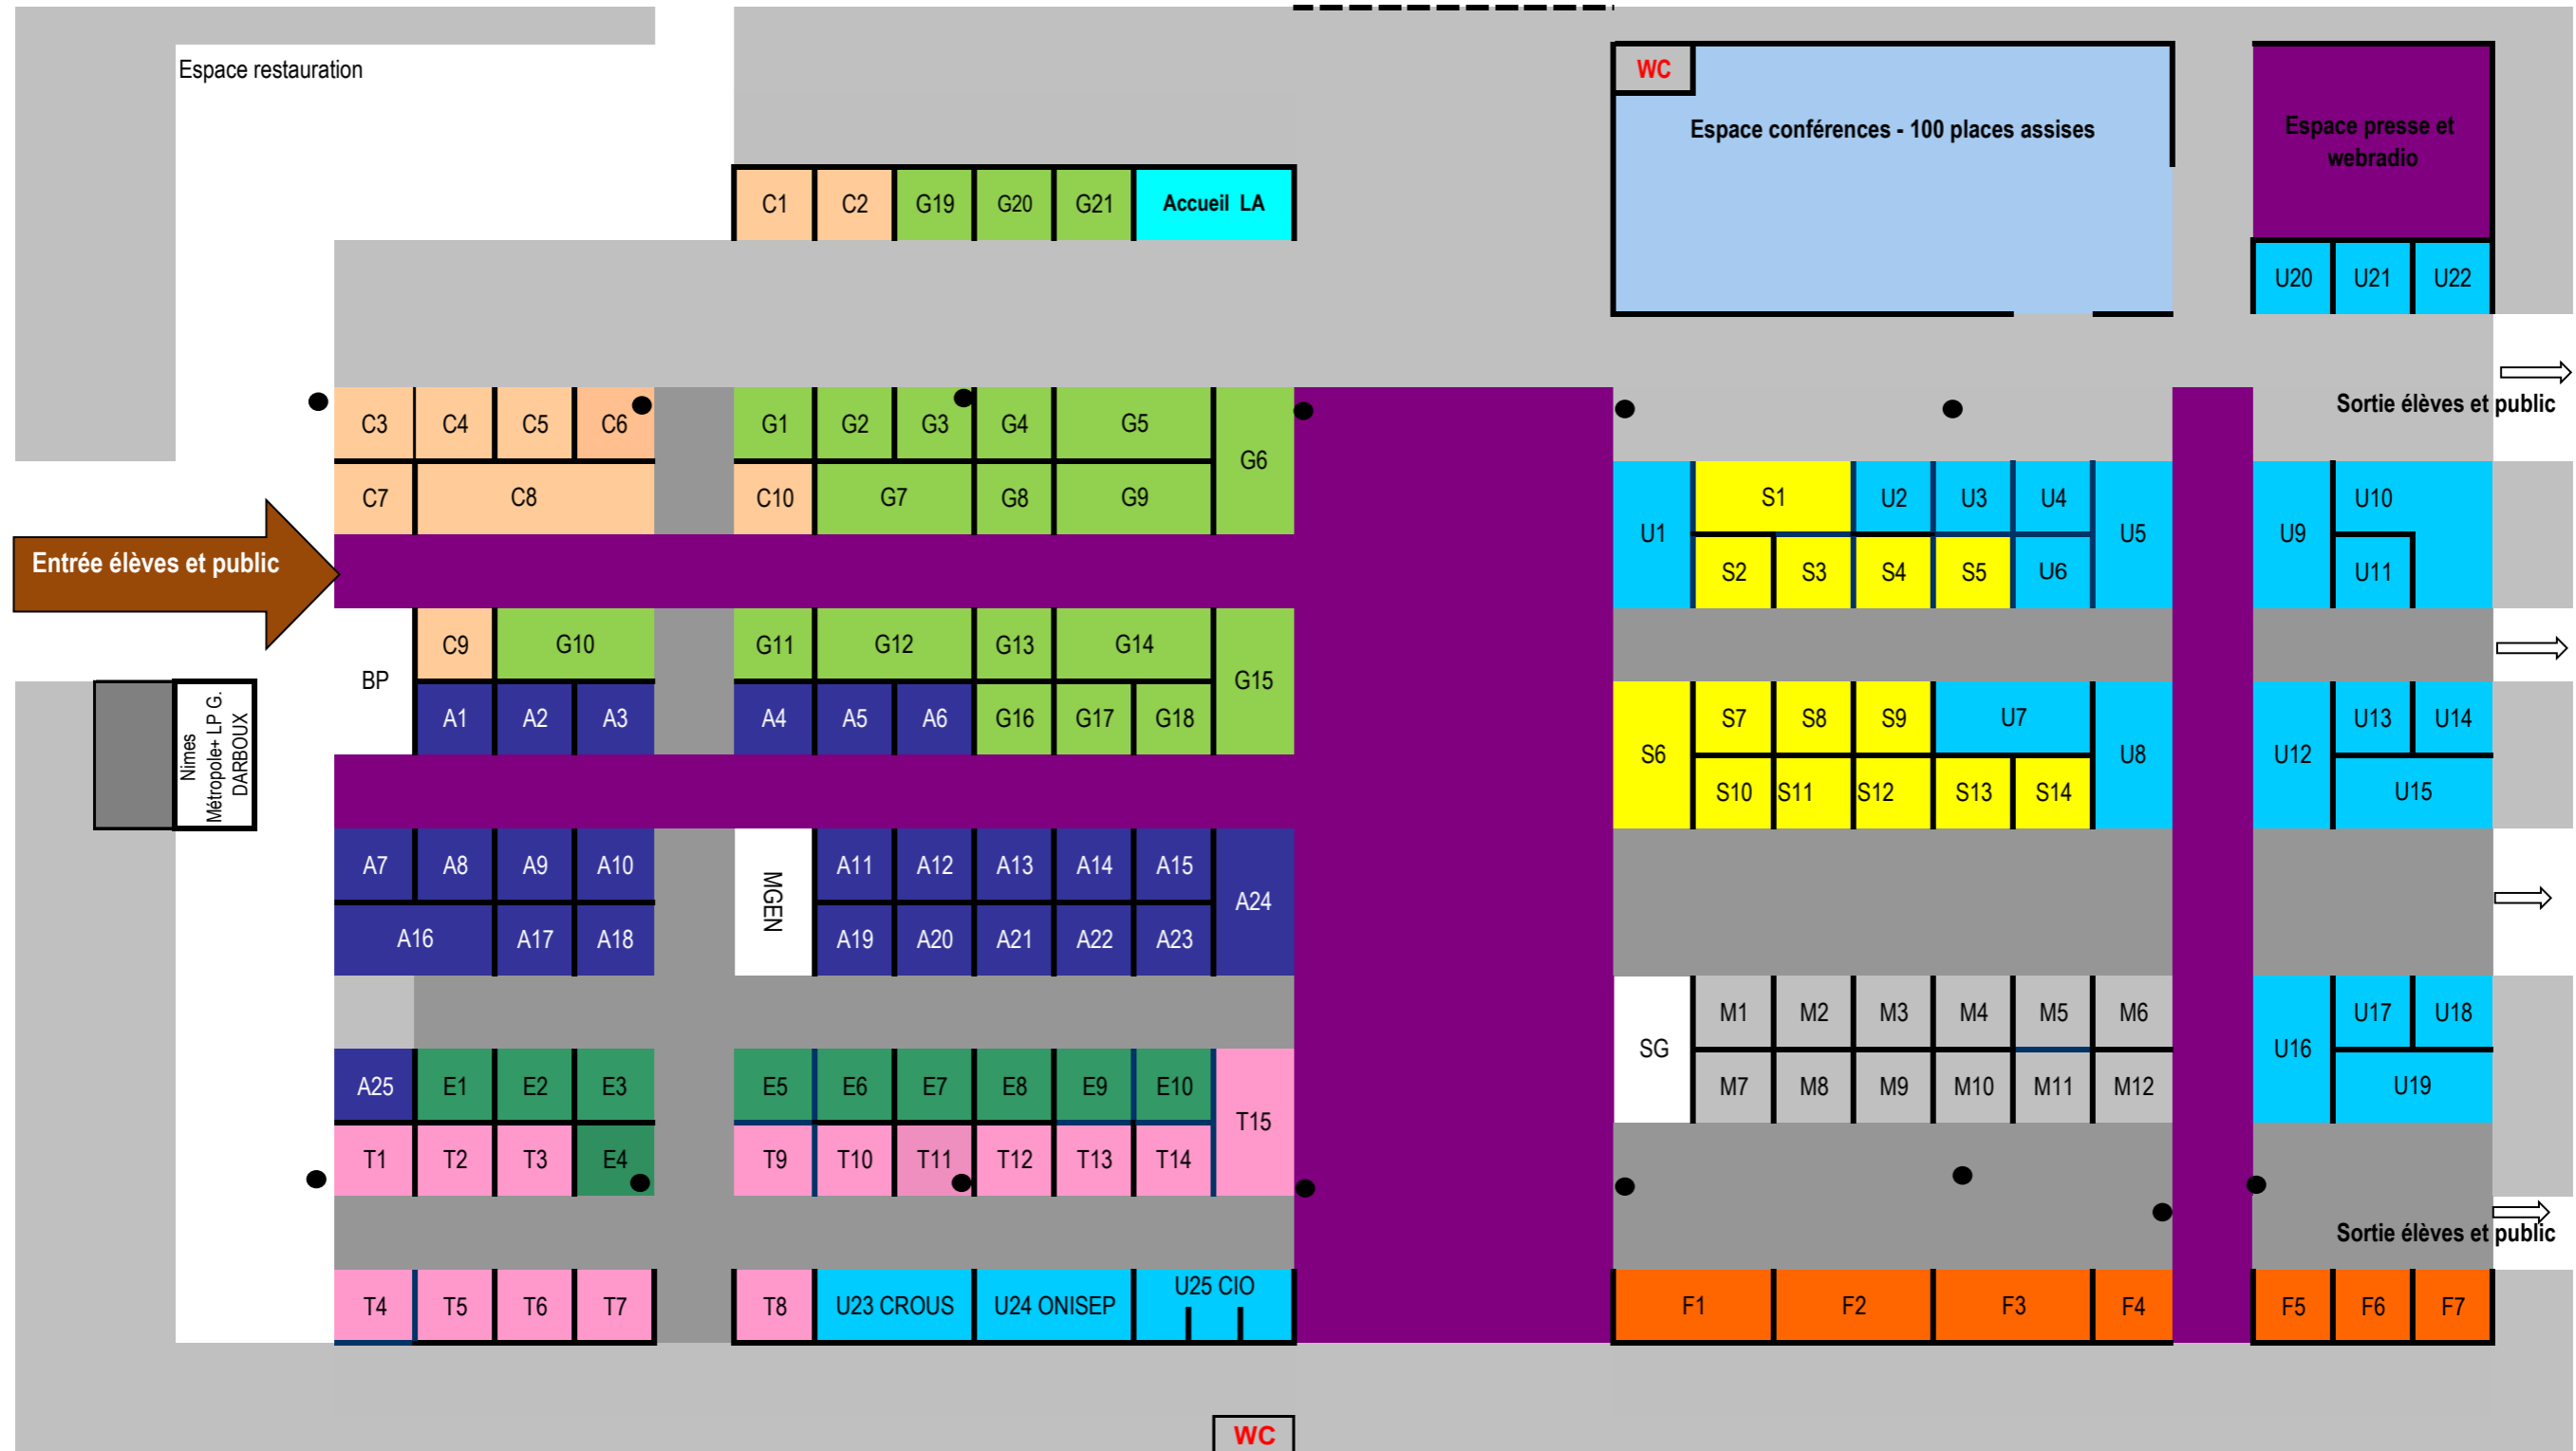 Espace restauration
WC
Espace conférences - 100 places assises
Espace presse et
webradio
C1 C2 G19 G20 G21 Accueil LA
U20 U21 U22
Sortie élèves et public
C3 C4 C5 C6 G1 G2 G3 G4 G5 G6
C7 C8 C10 G7 G8 G9
U1 S1 U2 U3 U4 U5 U9 U10
S2 S3 S4 S5 U6 U11
Entrée élèves et public
BP C9 G10 G11 G12 G13 G14 G15
A1 A2 A3 A4 A5 A6 G16 G17 G18
Nimes
Métropole+ LP G.
DARBOUX
S6 S7 S8 S9 U7 U8 U12 U13 U14
S10 S11 S12 S13 S14 U15
A7 A8 A9 A10 MGEN A11 A12 A13 A14 A15 A24
A16 A17 A18 A19 A20 A21 A22 A23
SG M1 M2 M3 M4 M5 M6 U16 U17 U18
M7 M8 M9 M10 M11 M12 U19
A25 E1 E2 E3 E5 E6 E7 E8 E9 E10 T15
T1 T2 T3 E4 T9 T10 T11 T12 T13 T14
Sortie élèves et public
T4 T5 T6 T7 T8 U23 CROUS U24 ONISEP U25 CIO
F1 F2 F3 F4 F5 F6 F7
WC